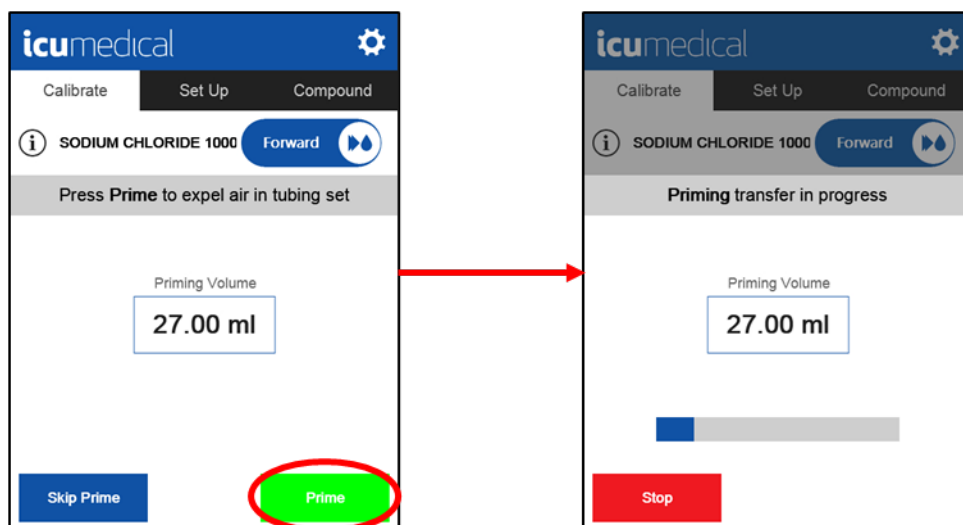 icumedical
Calibrate Set Up Compound
SODIUM CHLORIDE 1000 Forward
Press Prime to expel air in tubing set
Priming Volume
27.00 ml
Skip Prime Prime
icumedical
Calibrate Set Up Compound
SODIUM CHLORIDE 1000 Forward
Priming transfer in progress
Priming Volume
27.00 ml
Stop